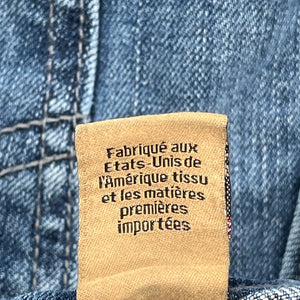 Fabriqué aux
Etats-Unis de
l'Amérique tissu
et les matières
premières
importées